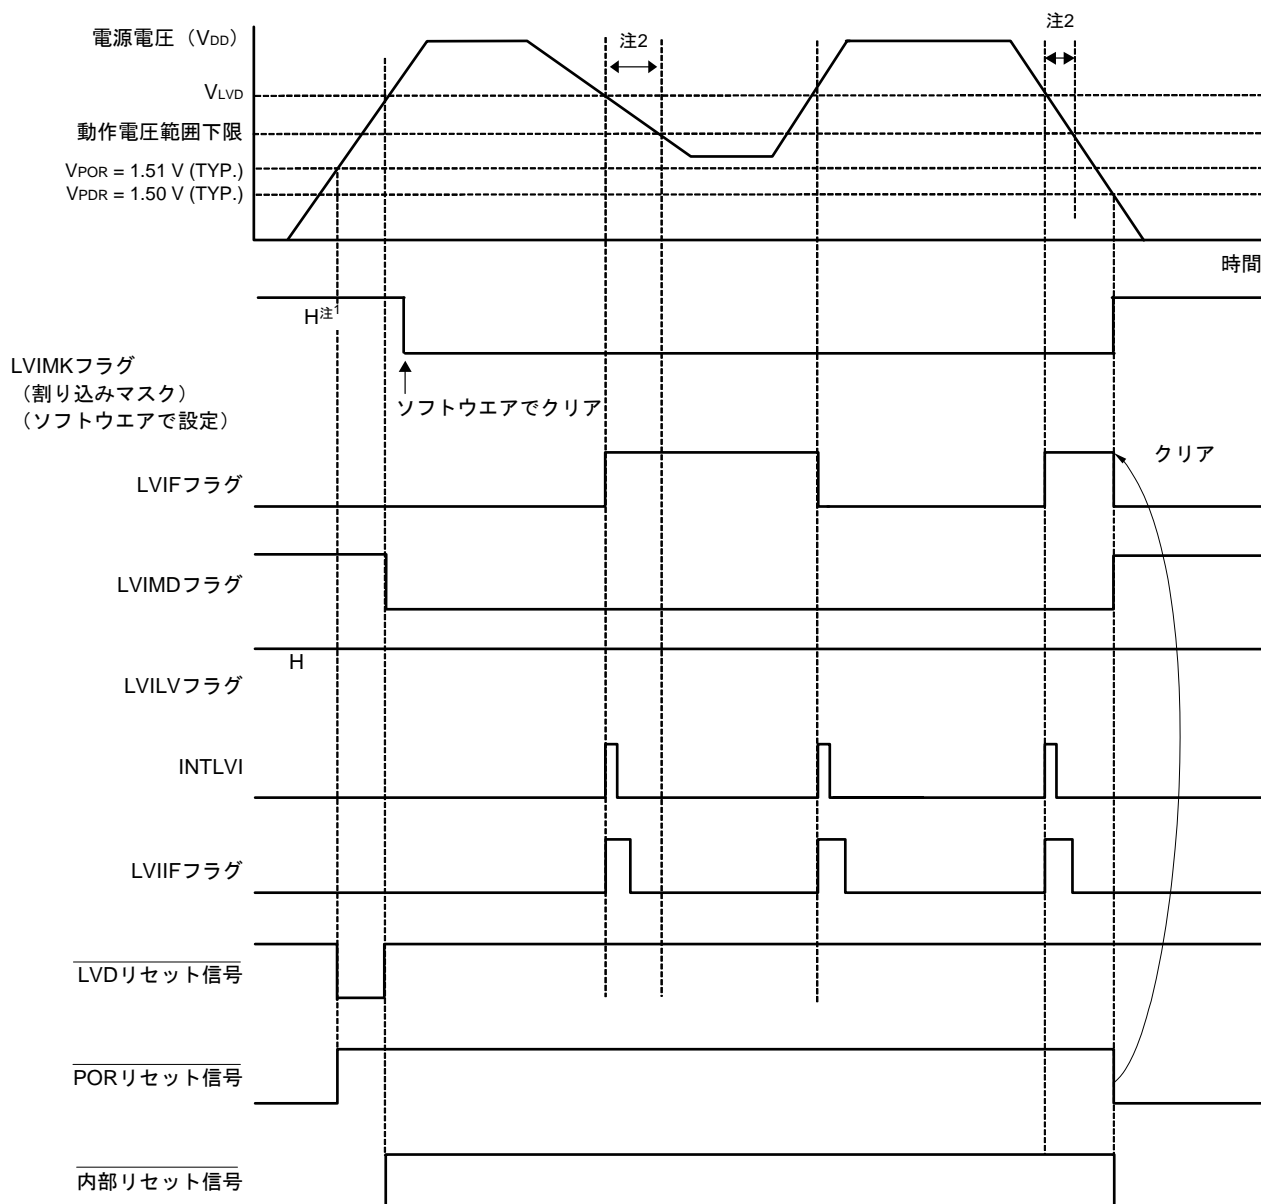 電源電圧（VDD）
注2
注2
VLVD
動作電圧範囲下限
VPOR = 1.51 V (TYP.)
VPDR = 1.50 V (TYP.)
時間
H注1
LVIMKフラグ
（割り込みマスク）
（ソフトウエアで設定）
ソフトウエアでクリア
クリア
LVIFフラグ
LVIMDフラグ
H
LVILVフラグ
INTLVI
LVIIFフラグ
LVDリセット信号
PORリセット信号
内部リセット信号